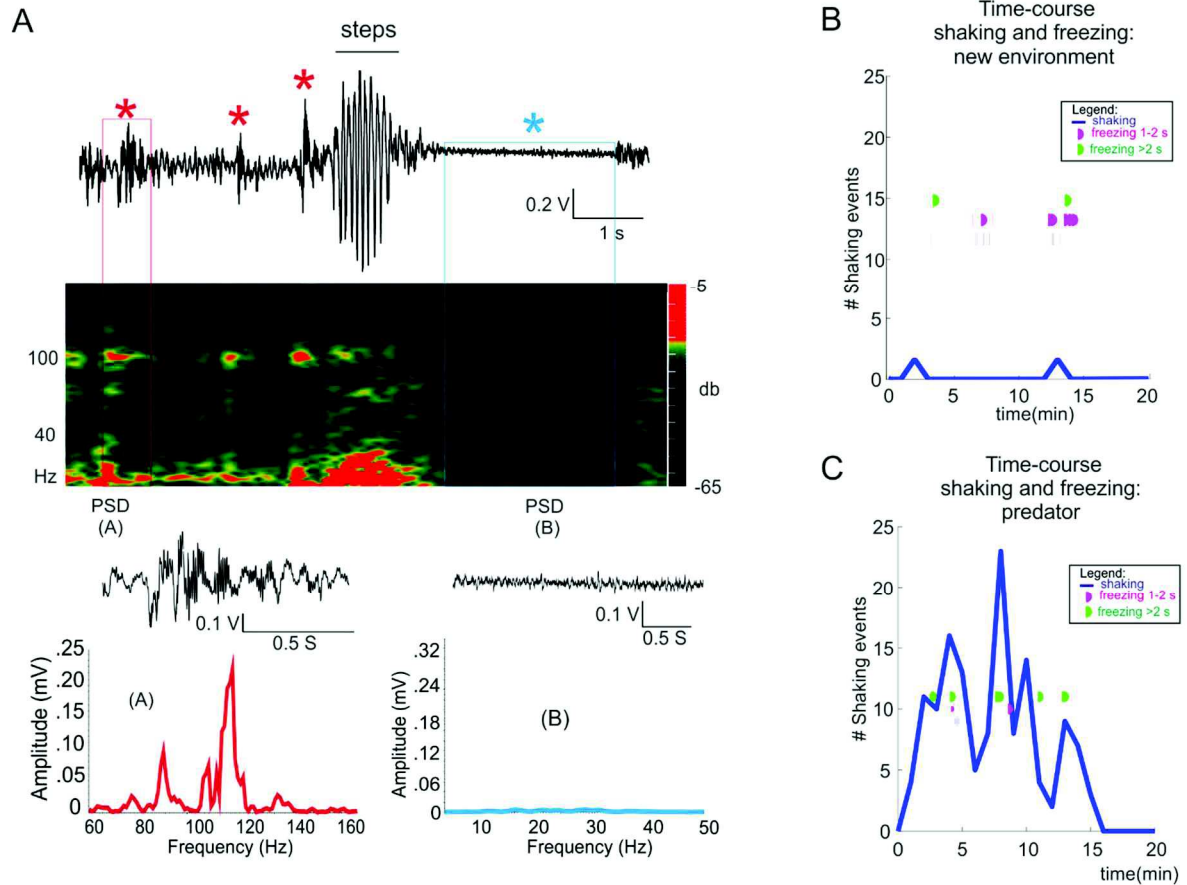 A
steps
* * * *
0.2 V
1 s
-5
100
40
Hz
db
-65
PSD
(A)
PSD
(B)
0.1 V
0.5 S
0.1 V
0.5 S
Amplitude (mV)
.25
.20
.15
.10
.05
0
(A)
60 80 100 120 140 160
Frequency (Hz)
Amplitude (mV)
.32
.28
.24
.18
.12
.06
0
(B)
10 20 30 40 50
Frequency (Hz)
B
Time-course
shaking and freezing:
new environment
# Shaking events
25
20
15
10
5
0
Legend:
shaking
freezing 1-2 s
freezing >2 s
0 5 10 15 20
time(min)
C
Time-course
shaking and freezing:
predator
# Shaking events
25
20
15
10
5
0
Legend:
shaking
freezing 1-2 s
freezing >2 s
0 5 10 15 20
time(min)